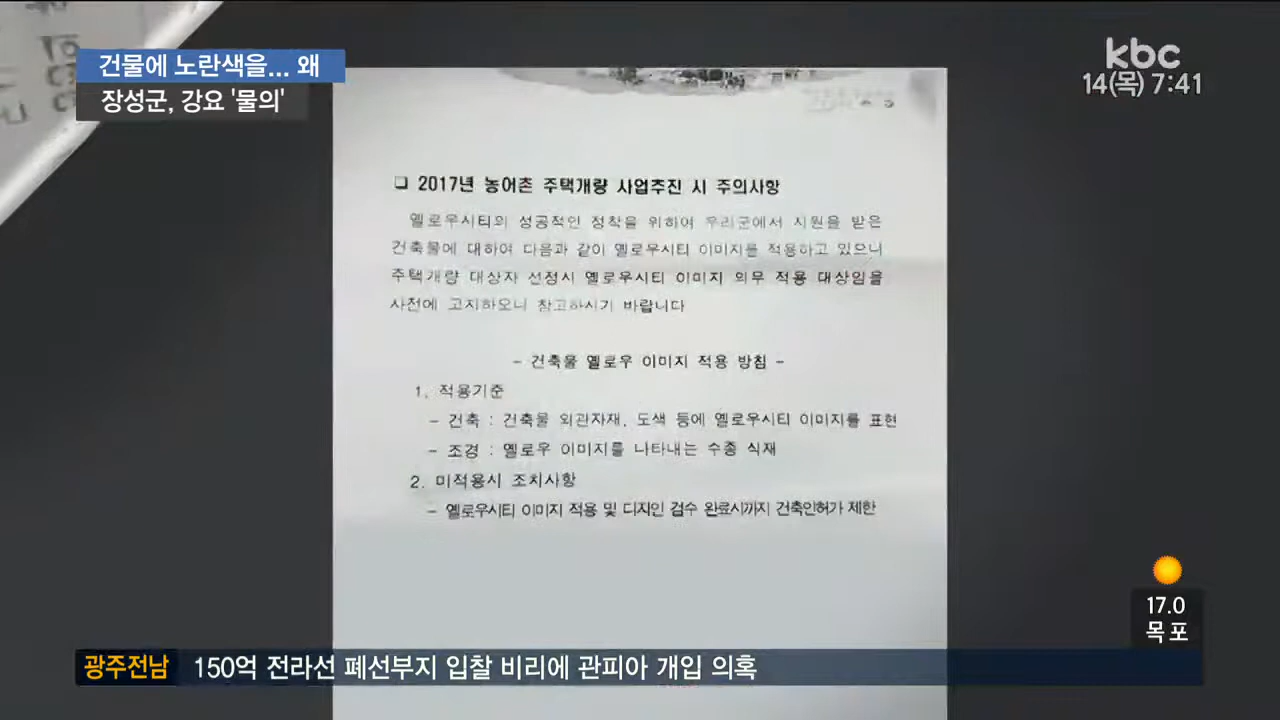 건물에 노란색을... 왜
장성군, 강요 '물의'
kbc
14(목) 7:41
❏ 2017년 농어촌 주택개량 사업추진 시 주의사항
옐로우시티의 성공적인 정착을 위하여 우리군에서 지원을 받은
건축물에 대하여 다음과 같이 옐로우시티 이미지를 적용하고 있으니
주택개량 대상자 선정시 옐로우시티 이미지 의무 적용 대상임을
사전에 고지하오니 참고하시기 바랍니다
- 건축물 옐로우 이미지 적용 방침 -
1. 적용기준
- 건축 : 건축물 외관자재, 도색 등에 옐로우시티 이미지를 표현
- 조경 : 옐로우 이미지를 나타내는 수종 식재
2. 미적용시 조치사항
- 옐로우시티 이미지 적용 및 디자인 검수 완료시까지 건축인허가 제한
17.0
목포
광주전남 150억 전라선 폐선부지 입찰 비리에 관피아 개입 의혹